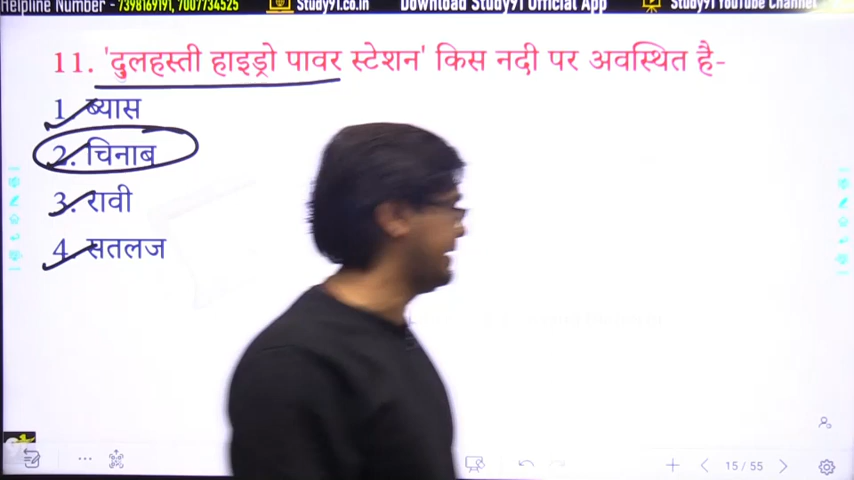 Helpline Number - 7398169191, 7007734525 Study91.co.in Download Study91 Official App Study91 YouTube Channel
11. 'दुलहस्ती हाइड्रो पावर स्टेशन' किस नदी पर अवस्थित है-
1. ब्यास
2. चिनाब
3. रावी
4. सतलज
15 / 55